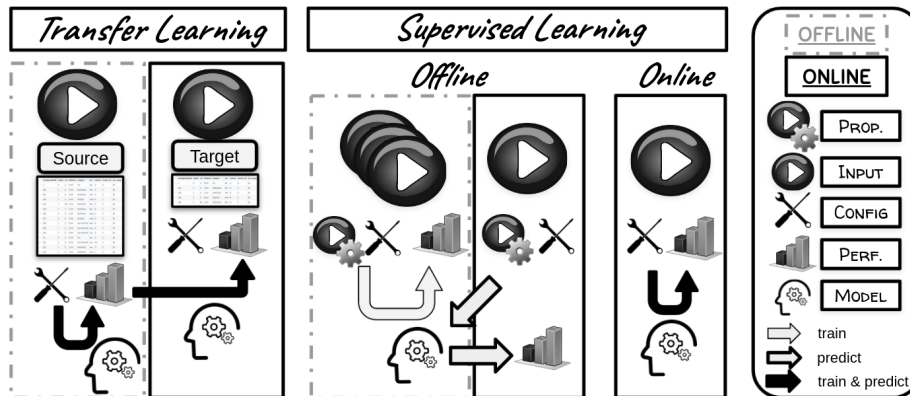 Transfer Learning
Supervised Learning
Offline
Online
Source
Target
OFFLINE
ONLINE
PROP.
INPUT
CONFIG
PERF.
MODEL
train
predict
train & predict